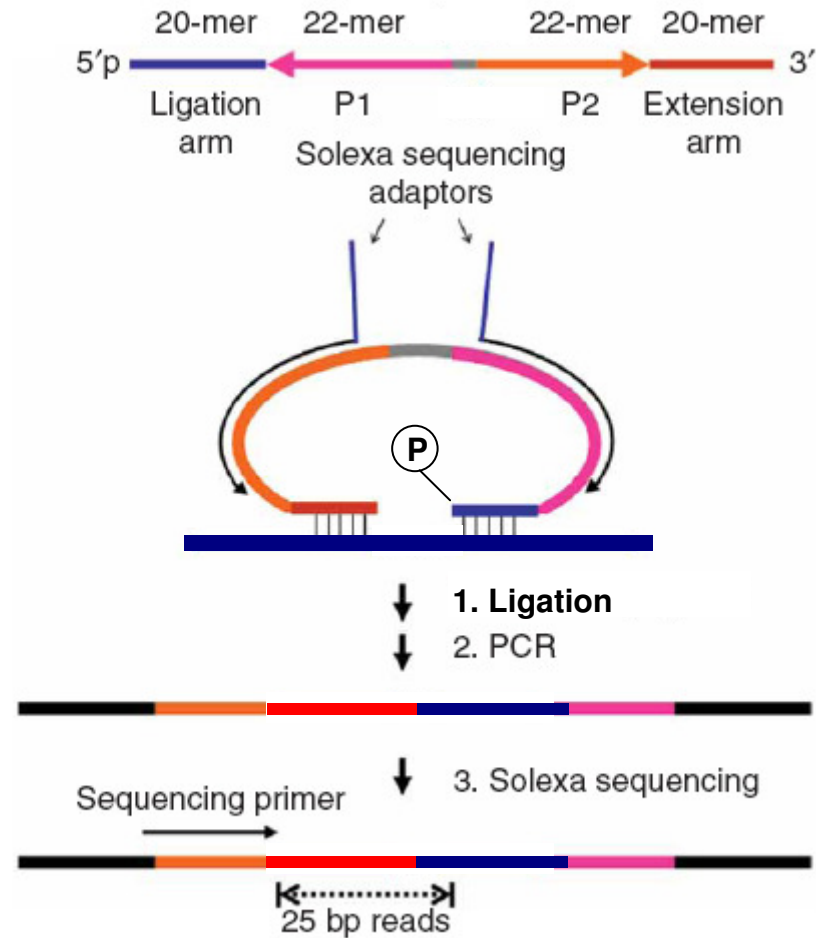 20-mer 22-mer 22-mer 20-mer
5′p 3′
Ligation arm P1 P2 Extension arm
Solexa sequencing
adaptors
P
1. Ligation
2. PCR
3. Solexa sequencing
Sequencing primer
25 bp reads